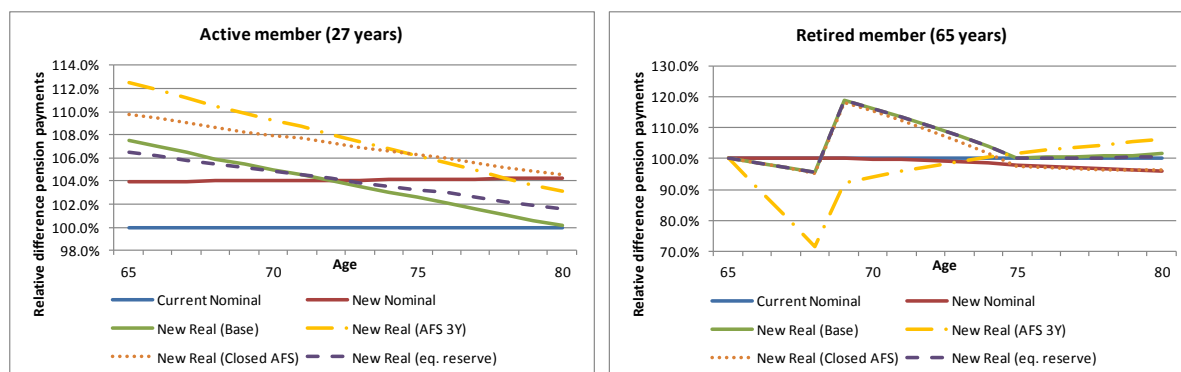 Active member (27 years)
Relative difference pension payments
114.0%
112.0%
110.0%
108.0%
106.0%
104.0%
102.0%
100.0%
98.0%
65 70 75 80
Age
Current Nominal New Nominal
New Real (Base) New Real (AFS 3Y)
New Real (Closed AFS) New Real (eq. reserve)
Retired member (65 years)
Relative difference pension payments
130.0%
120.0%
110.0%
100.0%
90.0%
80.0%
70.0%
65 70 75 80
Age
Current Nominal New Nominal
New Real (Base) New Real (AFS 3Y)
New Real (Closed AFS) New Real (eq. reserve)